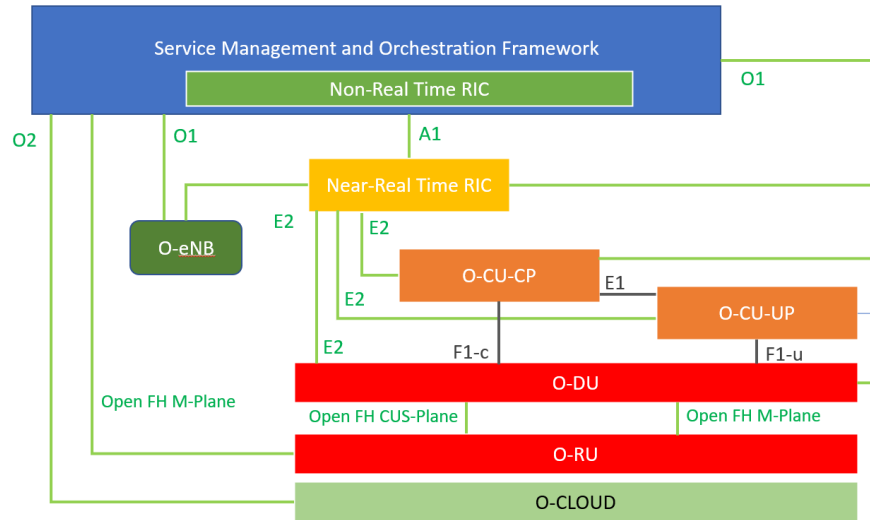 Service Management and Orchestration Framework
Non-Real Time RIC
O1
O2
O1
A1
Near-Real Time RIC
E2
E2
O-eNB
O-CU-CP
E1
E2
O-CU-UP
E2
F1-c
F1-u
O-DU
Open FH M-Plane
Open FH CUS-Plane
Open FH M-Plane
O-RU
O-CLOUD